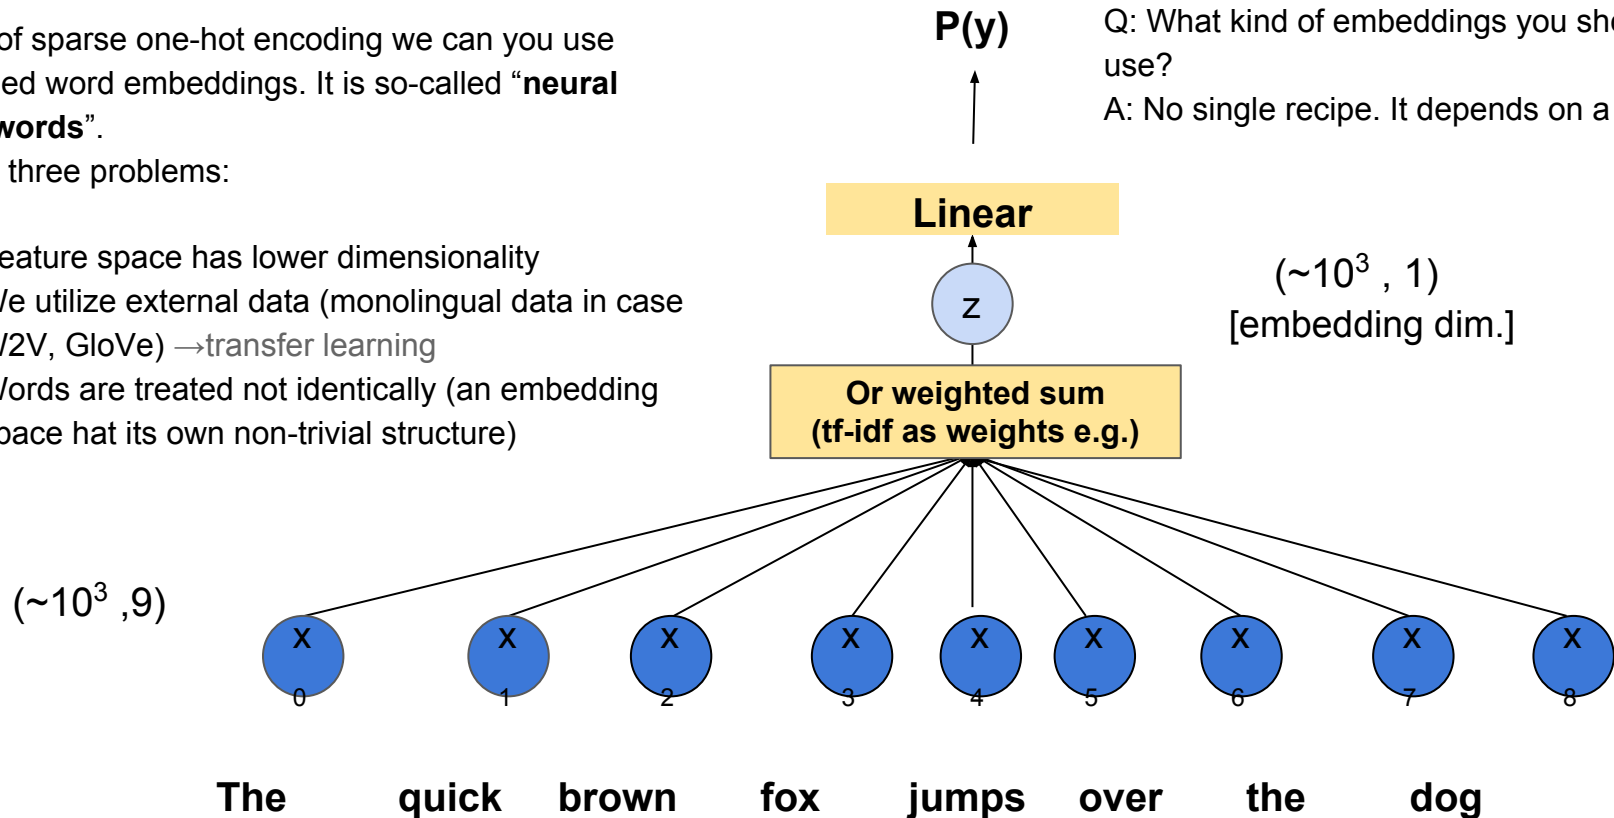 of sparse one-hot encoding we can you use
ed word embeddings. It is so-called “neural
words”.
three problems:
eature space has lower dimensionality
We utilize external data (monolingual data in case
W2V, GloVe) →transfer learning
Words are treated not identically (an embedding
pace hat its own non-trivial structure)
P(y)
Q: What kind of embeddings you sho
use?
A: No single recipe. It depends on a
Linear
z
(~10³ , 1)
[embedding dim.]
Or weighted sum
(tf-idf as weights e.g.)
(~10³ ,9)
x x x x x x x x x
0 1 2 3 4 5 6 7 8
The quick brown fox jumps over the dog